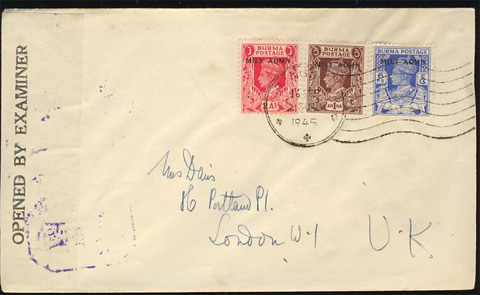 OPENED BY EXAMINER
BURMA POSTAGE
MILY ADMN
BURMA POSTAGE
MILY ADMN
BURMA POSTAGE
MILY ADMN
1945
Mrs Davis
86 Portland Pl.
London W.1
U.K